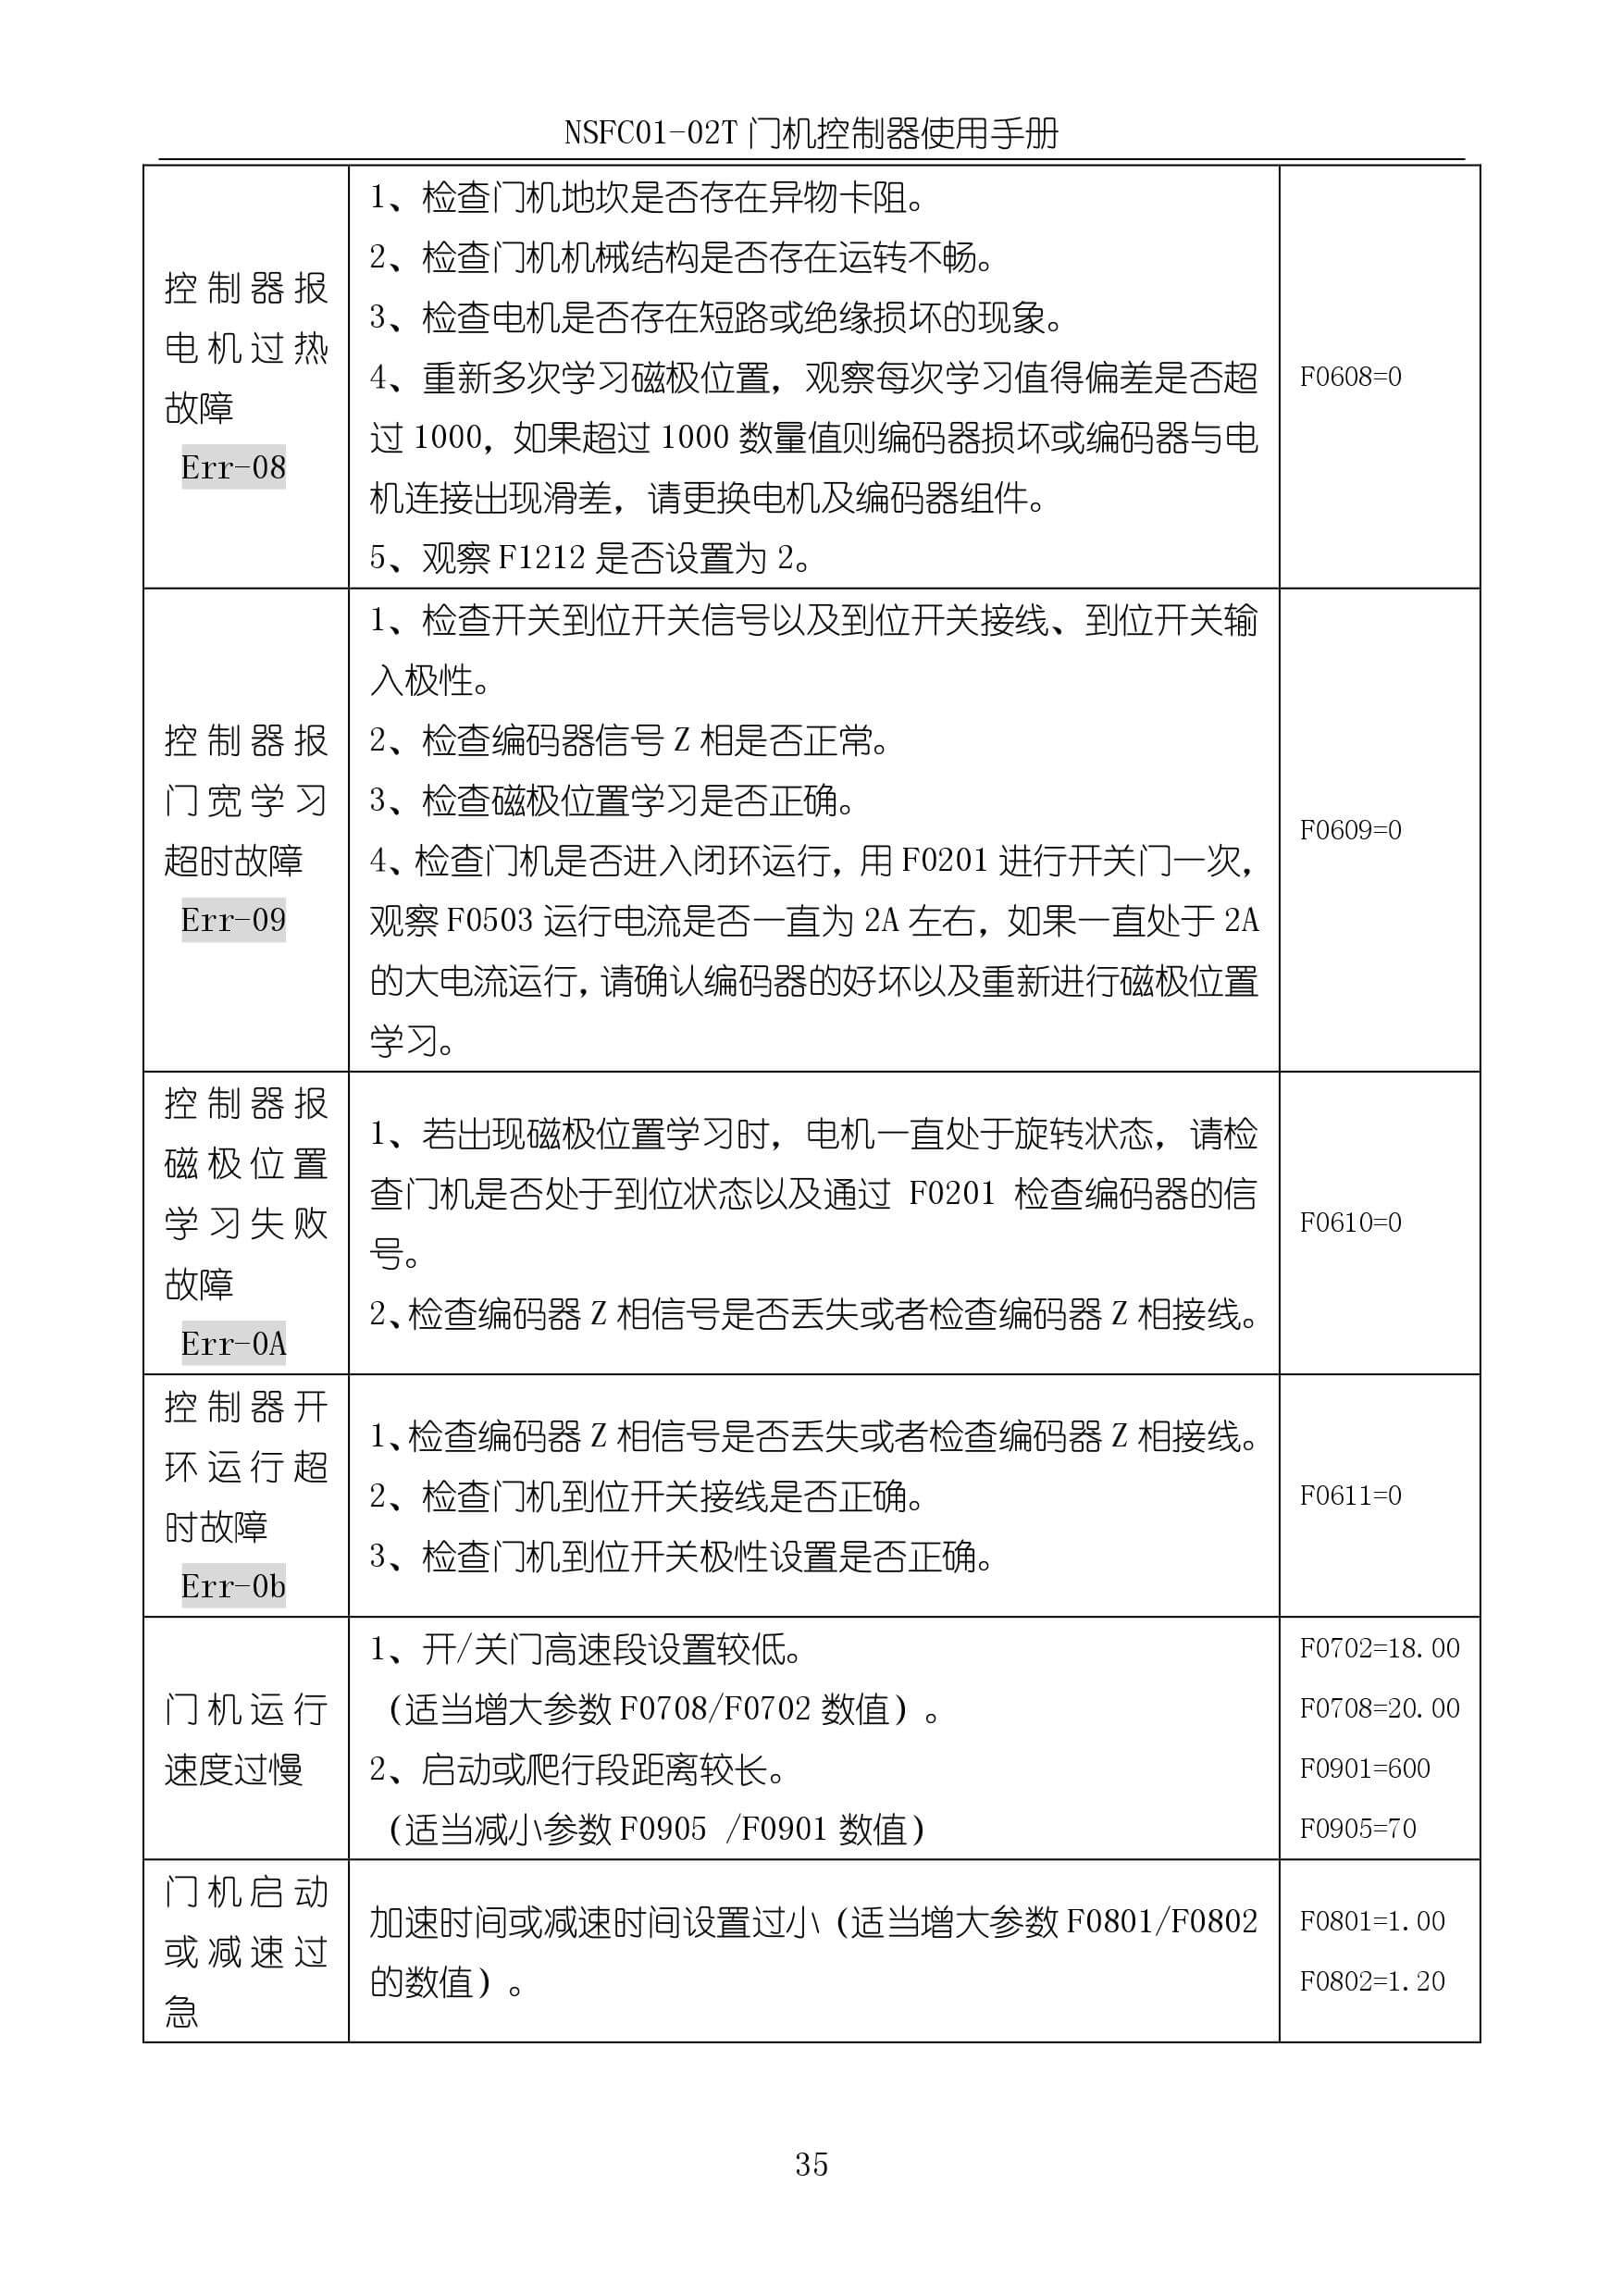 NSFC01-02T 门机控制器使用手册
控制器报
电机过热
故障
Err-08
1、检查门机地坎是否存在异物卡阻。
2、检查门机机械结构是否存在运转不畅。
3、检查电机是否存在短路或绝缘损坏的现象。
4、重新多次学习磁极位置，观察每次学习值得偏差是否超
过 1000，如果超过 1000 数量值则编码器损坏或编码器与电
机连接出现滑差，请更换电机及编码器组件。
5、观察 F1212 是否设置为 2。
F0608=0
控制器报
门宽学习
超时故障
Err-09
1、检查开关到位开关信号以及到位开关接线、到位开关输
入极性。
2、检查编码器信号 Z 相是否正常。
3、检查磁极位置学习是否正确。
4、检查门机是否进入闭环运行，用 F0201 进行开关门一次，
观察 F0503 运行电流是否一直为 2A 左右，如果一直处于 2A
的大电流运行，请确认编码器的好坏以及重新进行磁极位置
学习。
F0609=0
控制器报
磁极位置
学习失败
故障
Err-0A
1、若出现磁极位置学习时，电机一直处于旋转状态，请检
查门机是否处于到位状态以及通过 F0201 检查编码器的信
号。
2、检查编码器 Z 相信号是否丢失或者检查编码器 Z 相接线。
F0610=0
控制器开
环运行超
时故障
Err-0b
1、检查编码器 Z 相信号是否丢失或者检查编码器 Z 相接线。
2、检查门机到位开关接线是否正确。
3、检查门机到位开关极性设置是否正确。
F0611=0
门机运行
速度过慢
1、开/关门高速段设置较低。
（适当增大参数 F0708/F0702 数值）。
2、启动或爬行段距离较长。
（适当减小参数 F0905 /F0901 数值）
F0702=18.00
F0708=20.00
F0901=600
F0905=70
门机启动
或减速过
急
加速时间或减速时间设置过小（适当增大参数 F0801/F0802
的数值）。
F0801=1.00
F0802=1.20
35